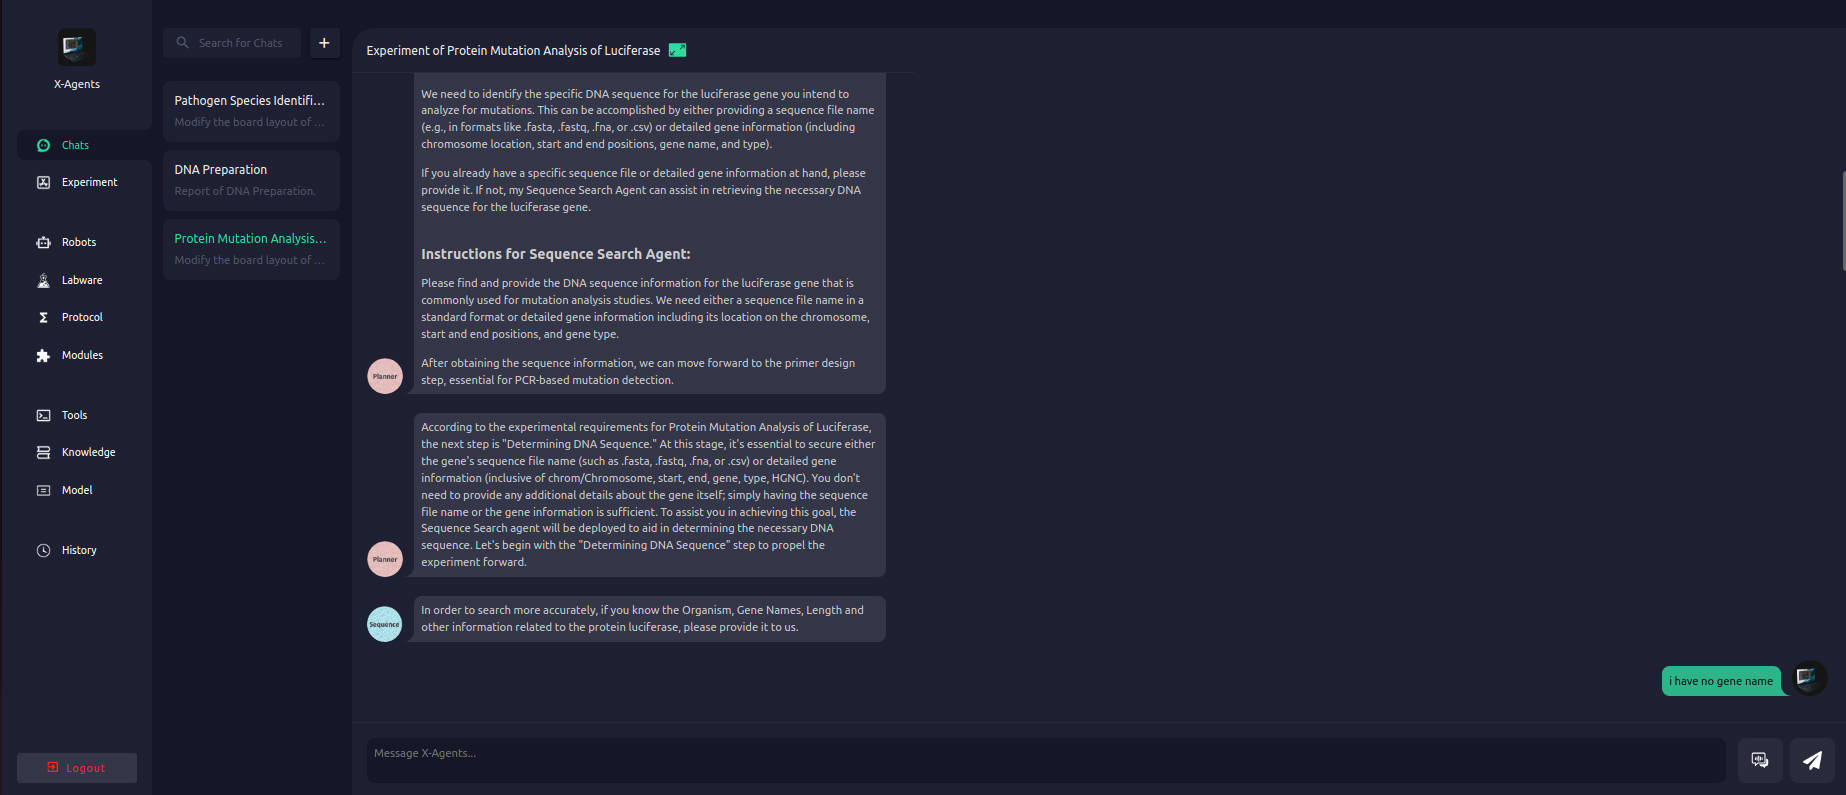 X-Agents
Chats
Experiment
Robots
Labware
Protocol
Modules
Tools
Knowledge
Model
History
Logout
Search for Chats
+
Pathogen Species Identifi...
Modify the board layout of ...
DNA Preparation
Report of DNA Preparation.
Protein Mutation Analysis...
Modify the board layout of ...
Experiment of Protein Mutation Analysis of Luciferase
We need to identify the specific DNA sequence for the luciferase gene you intend to
analyze for mutations. This can be accomplished by either providing a sequence file name
(e.g., in formats like .fasta, .fastq, .fna, or .csv) or detailed gene information (including
chromosome location, start and end positions, gene name, and type).
If you already have a specific sequence file or detailed gene information at hand, please
provide it. If not, my Sequence Search Agent can assist in retrieving the necessary DNA
sequence for the luciferase gene.
Instructions for Sequence Search Agent:
Please find and provide the DNA sequence information for the luciferase gene that is
commonly used for mutation analysis studies. We need either a sequence file name in a
standard format or detailed gene information including its location on the chromosome,
start and end positions, and gene type.
After obtaining the sequence information, we can move forward to the primer design
step, essential for PCR-based mutation detection.
Planner
According to the experimental requirements for Protein Mutation Analysis of Luciferase,
the next step is "Determining DNA Sequence." At this stage, it's essential to secure either
the gene's sequence file name (such as .fasta, .fastq, .fna, or .csv) or detailed gene
information (inclusive of chrom/Chromosome, start, end, gene, type, HGNC). You don't
need to provide any additional details about the gene itself; simply having the sequence
file name or the gene information is sufficient. To assist you in achieving this goal, the
Sequence Search agent will be deployed to aid in determining the necessary DNA
sequence. Let's begin with the "Determining DNA Sequence" step to propel the
experiment forward.
Planner
In order to search more accurately, if you know the Organism, Gene Names, Length and
other information related to the protein luciferase, please provide it to us.
Sequence
i have no gene name
Message X-Agents...